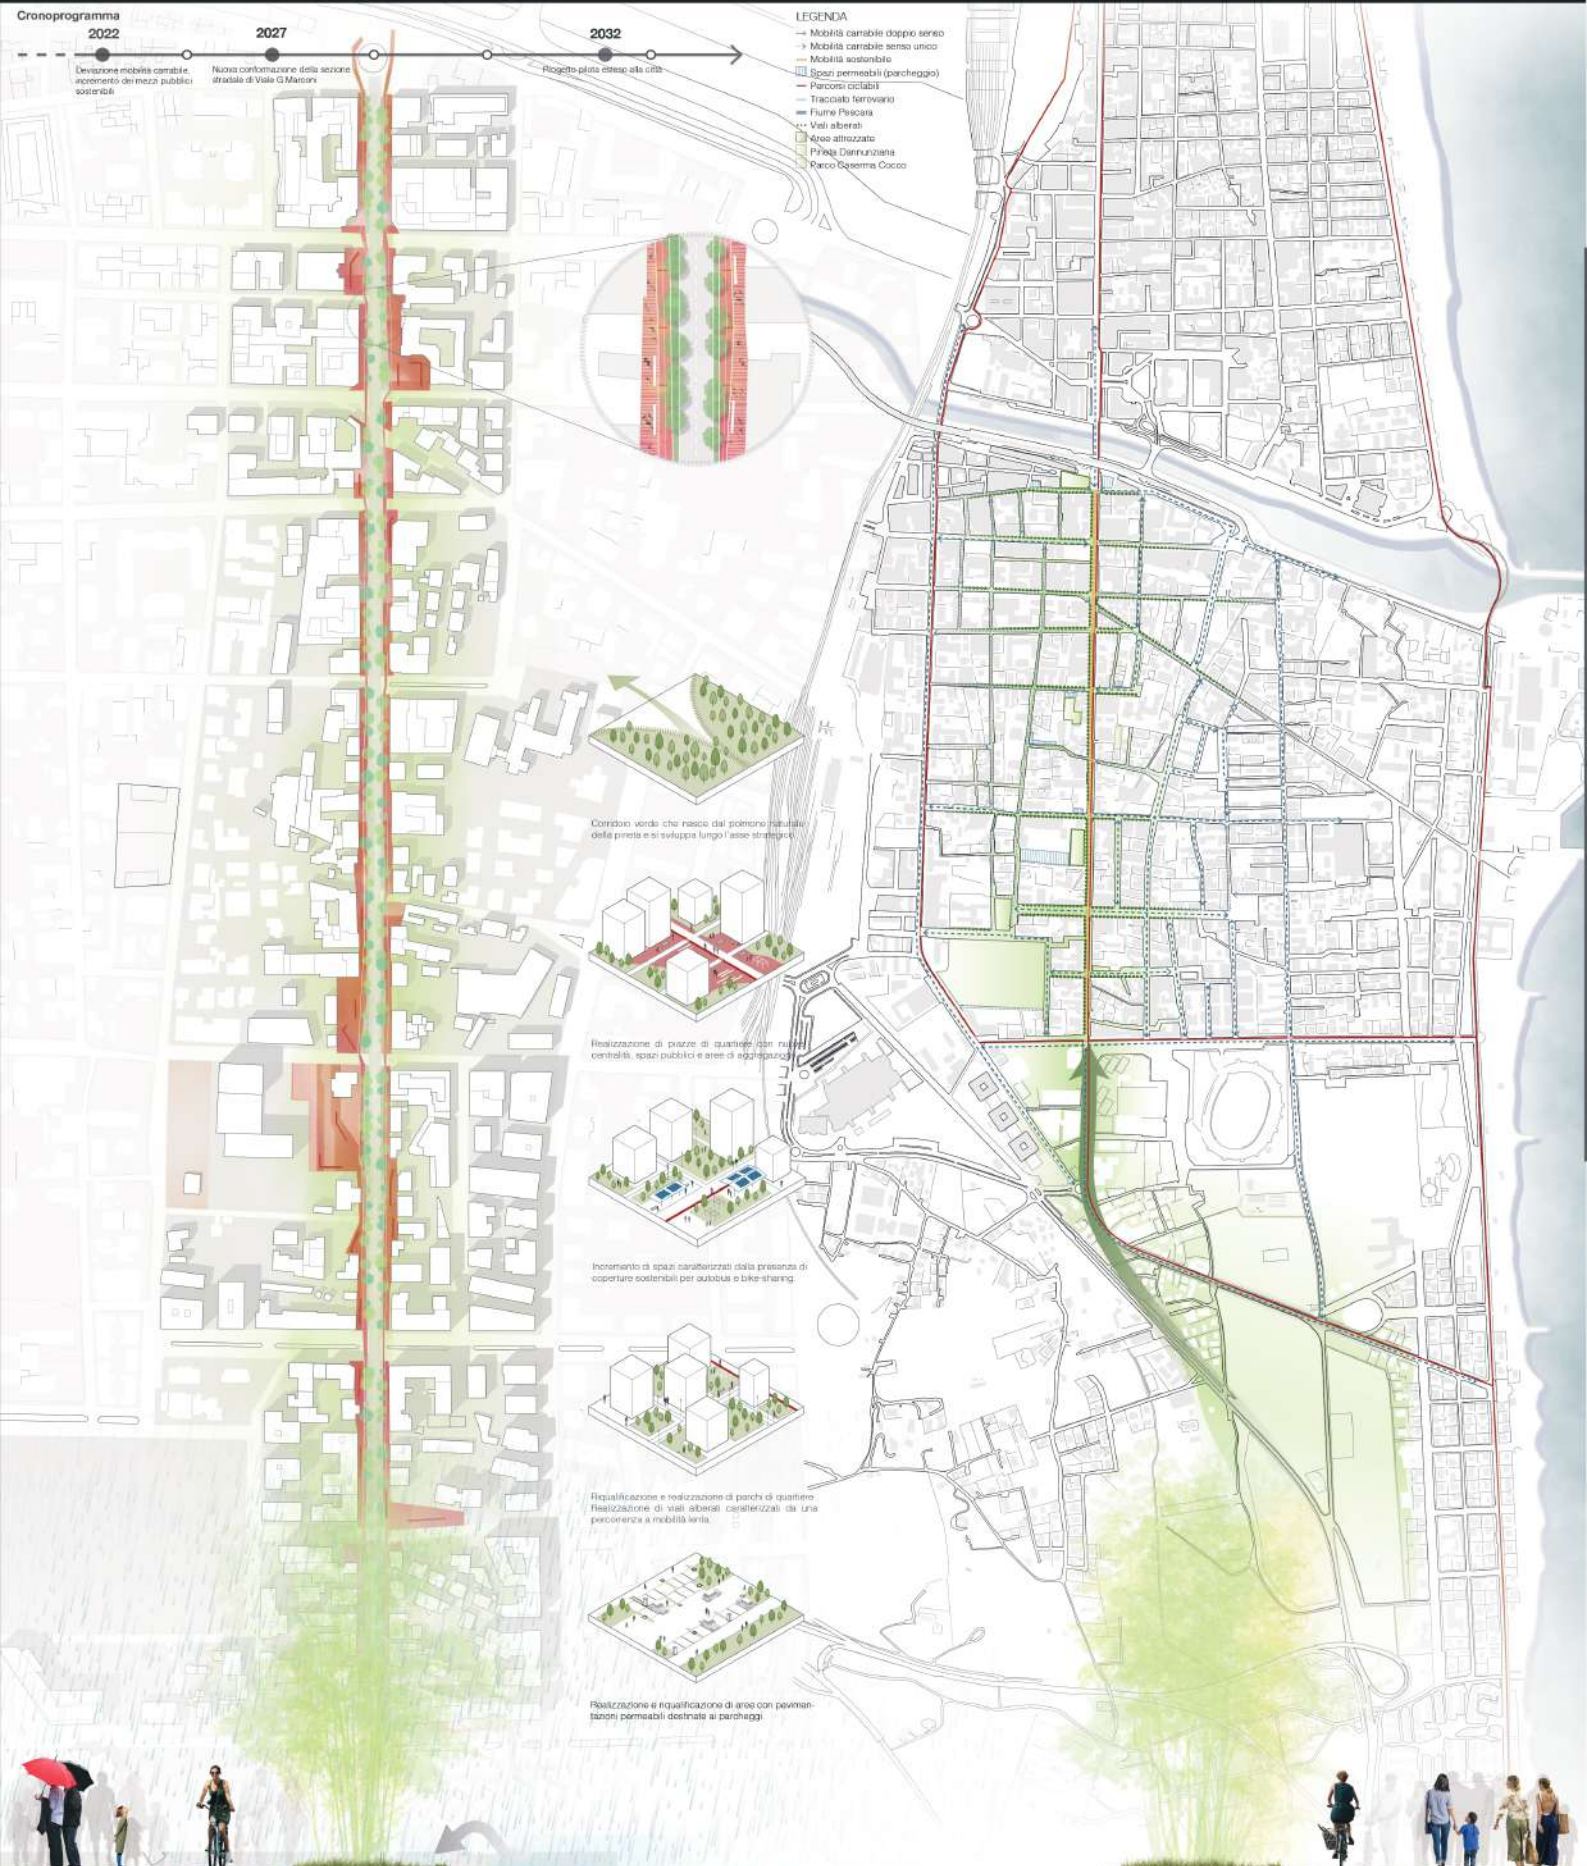 Cronoprogramma
2022
2027
2032
Deviazione mobilità carrabile,
incremento dei mezzi pubblici
sostenibili
Nuova conformazione della sezione
stradale di Viale G.Marconi
Progetto pilota esteso alla città
LEGENDA
Mobilità carrabile doppio senso
Mobilità carrabile senso unico
Mobilità sostenibile
Spazi permeabili (parcheggio)
Percorsi ciclabili
Tracciato ferroviario
Fiume Pescara
Viali alberati
Aree attrezzate
Pineta Dannunziana
Parco Caserma Cocco
Corridoio verde che nasce dal polmone naturale
della pineta e si sviluppa lungo l'asse strategico.
Realizzazione di piazze di quartiere con nuove
centralità, spazi pubblici e aree di aggregazione.
Incremento di spazi caratterizzati dalla presenza di
coperture sostenibili per autobus e bike-sharing.
Riqualificazione e realizzazione di parchi di quartiere
Realizzazione di viali alberati caratterizzati da una
percorrenza a mobilità lenta.
Realizzazione e riqualificazione di aree con pavimen-
tazioni permeabili destinate ai parcheggi.